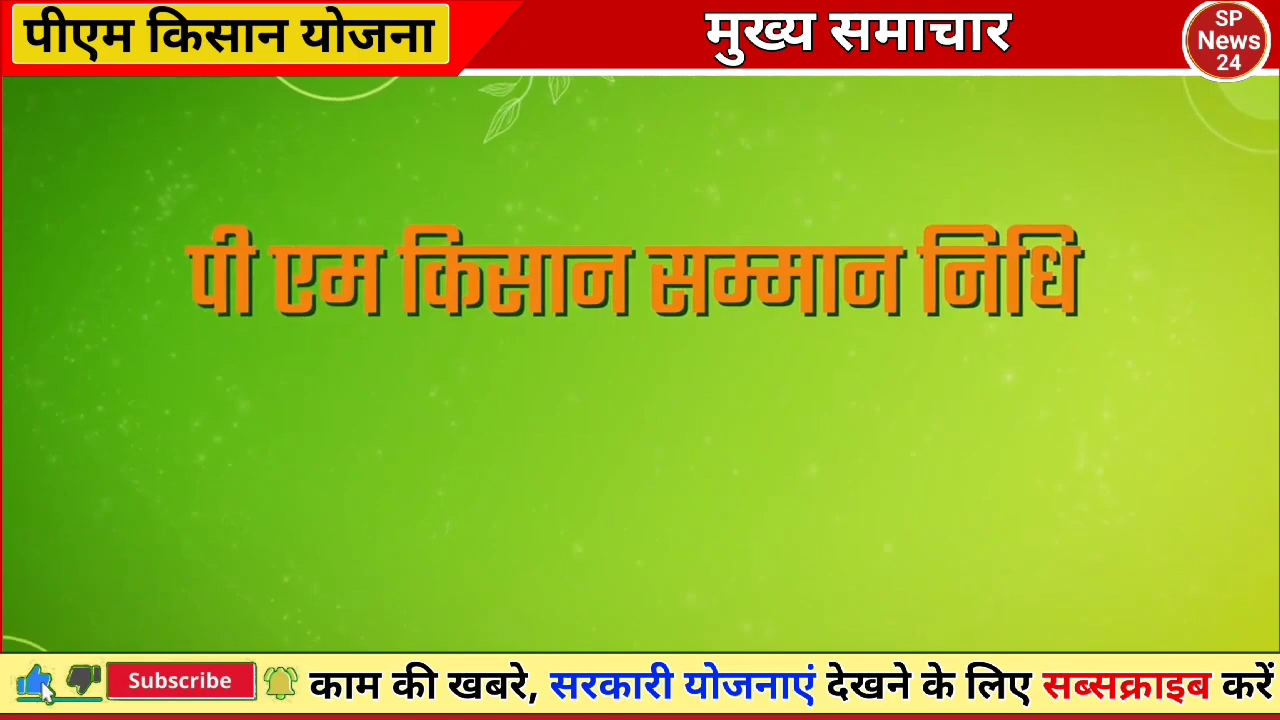 पीएम किसान योजना
मुख्य समाचार
SP
News
24
पी एम किसान सम्मान निधि
Subscribe
काम की खबरे, सरकारी योजनाएं देखने के लिए सब्सक्राइब करें